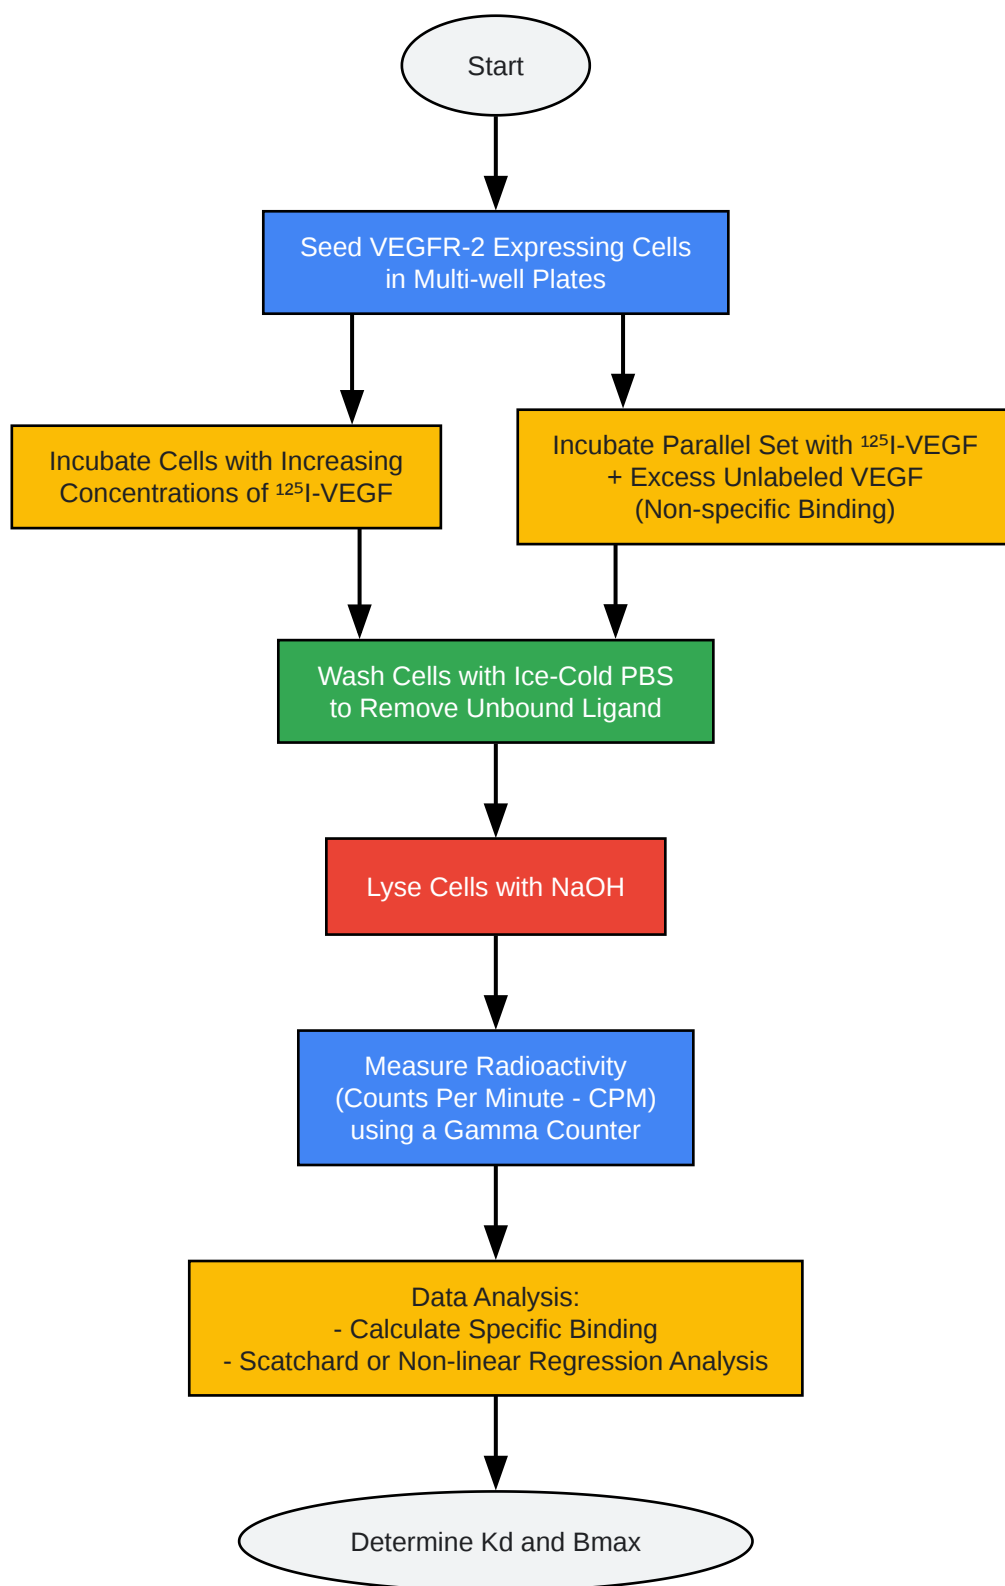 Start
Seed VEGFR-2 Expressing Cells
in Multi-well Plates
Incubate Cells with Increasing
Concentrations of ¹²⁵I-VEGF
Incubate Parallel Set with ¹²⁵I-VEGF
+ Excess Unlabeled VEGF
(Non-specific Binding)
Wash Cells with Ice-Cold PBS
to Remove Unbound Ligand
Lyse Cells with NaOH
Measure Radioactivity
(Counts Per Minute - CPM)
using a Gamma Counter
Data Analysis:
- Calculate Specific Binding
- Scatchard or Non-linear Regression Analysis
Determine Kd and Bmax